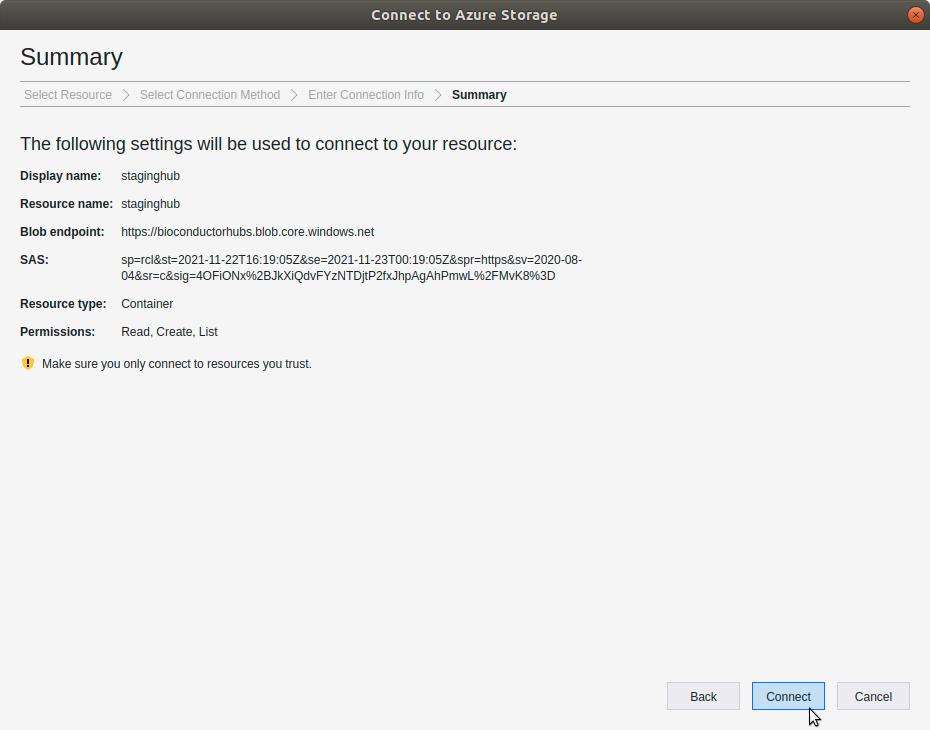 Connect to Azure Storage
Summary
Select Resource Select Connection Method Enter Connection Info Summary
The following settings will be used to connect to your resource:
Display name: staginghub
Resource name: staginghub
Blob endpoint: https://bioconductorhubs.blob.core.windows.net
SAS: sp=rcl&st=2021-11-22T16:19:05Z&se=2021-11-23T00:19:05Z&spr=https&sv=2020-08-
04&sr=c&sig=4OFiONx%2BJkXiQdvFYzNTDjtP2fxJhpAgAhPmwL%2FMvK8%3D
Resource type: Container
Permissions: Read, Create, List
Make sure you only connect to resources you trust.
Back Connect Cancel